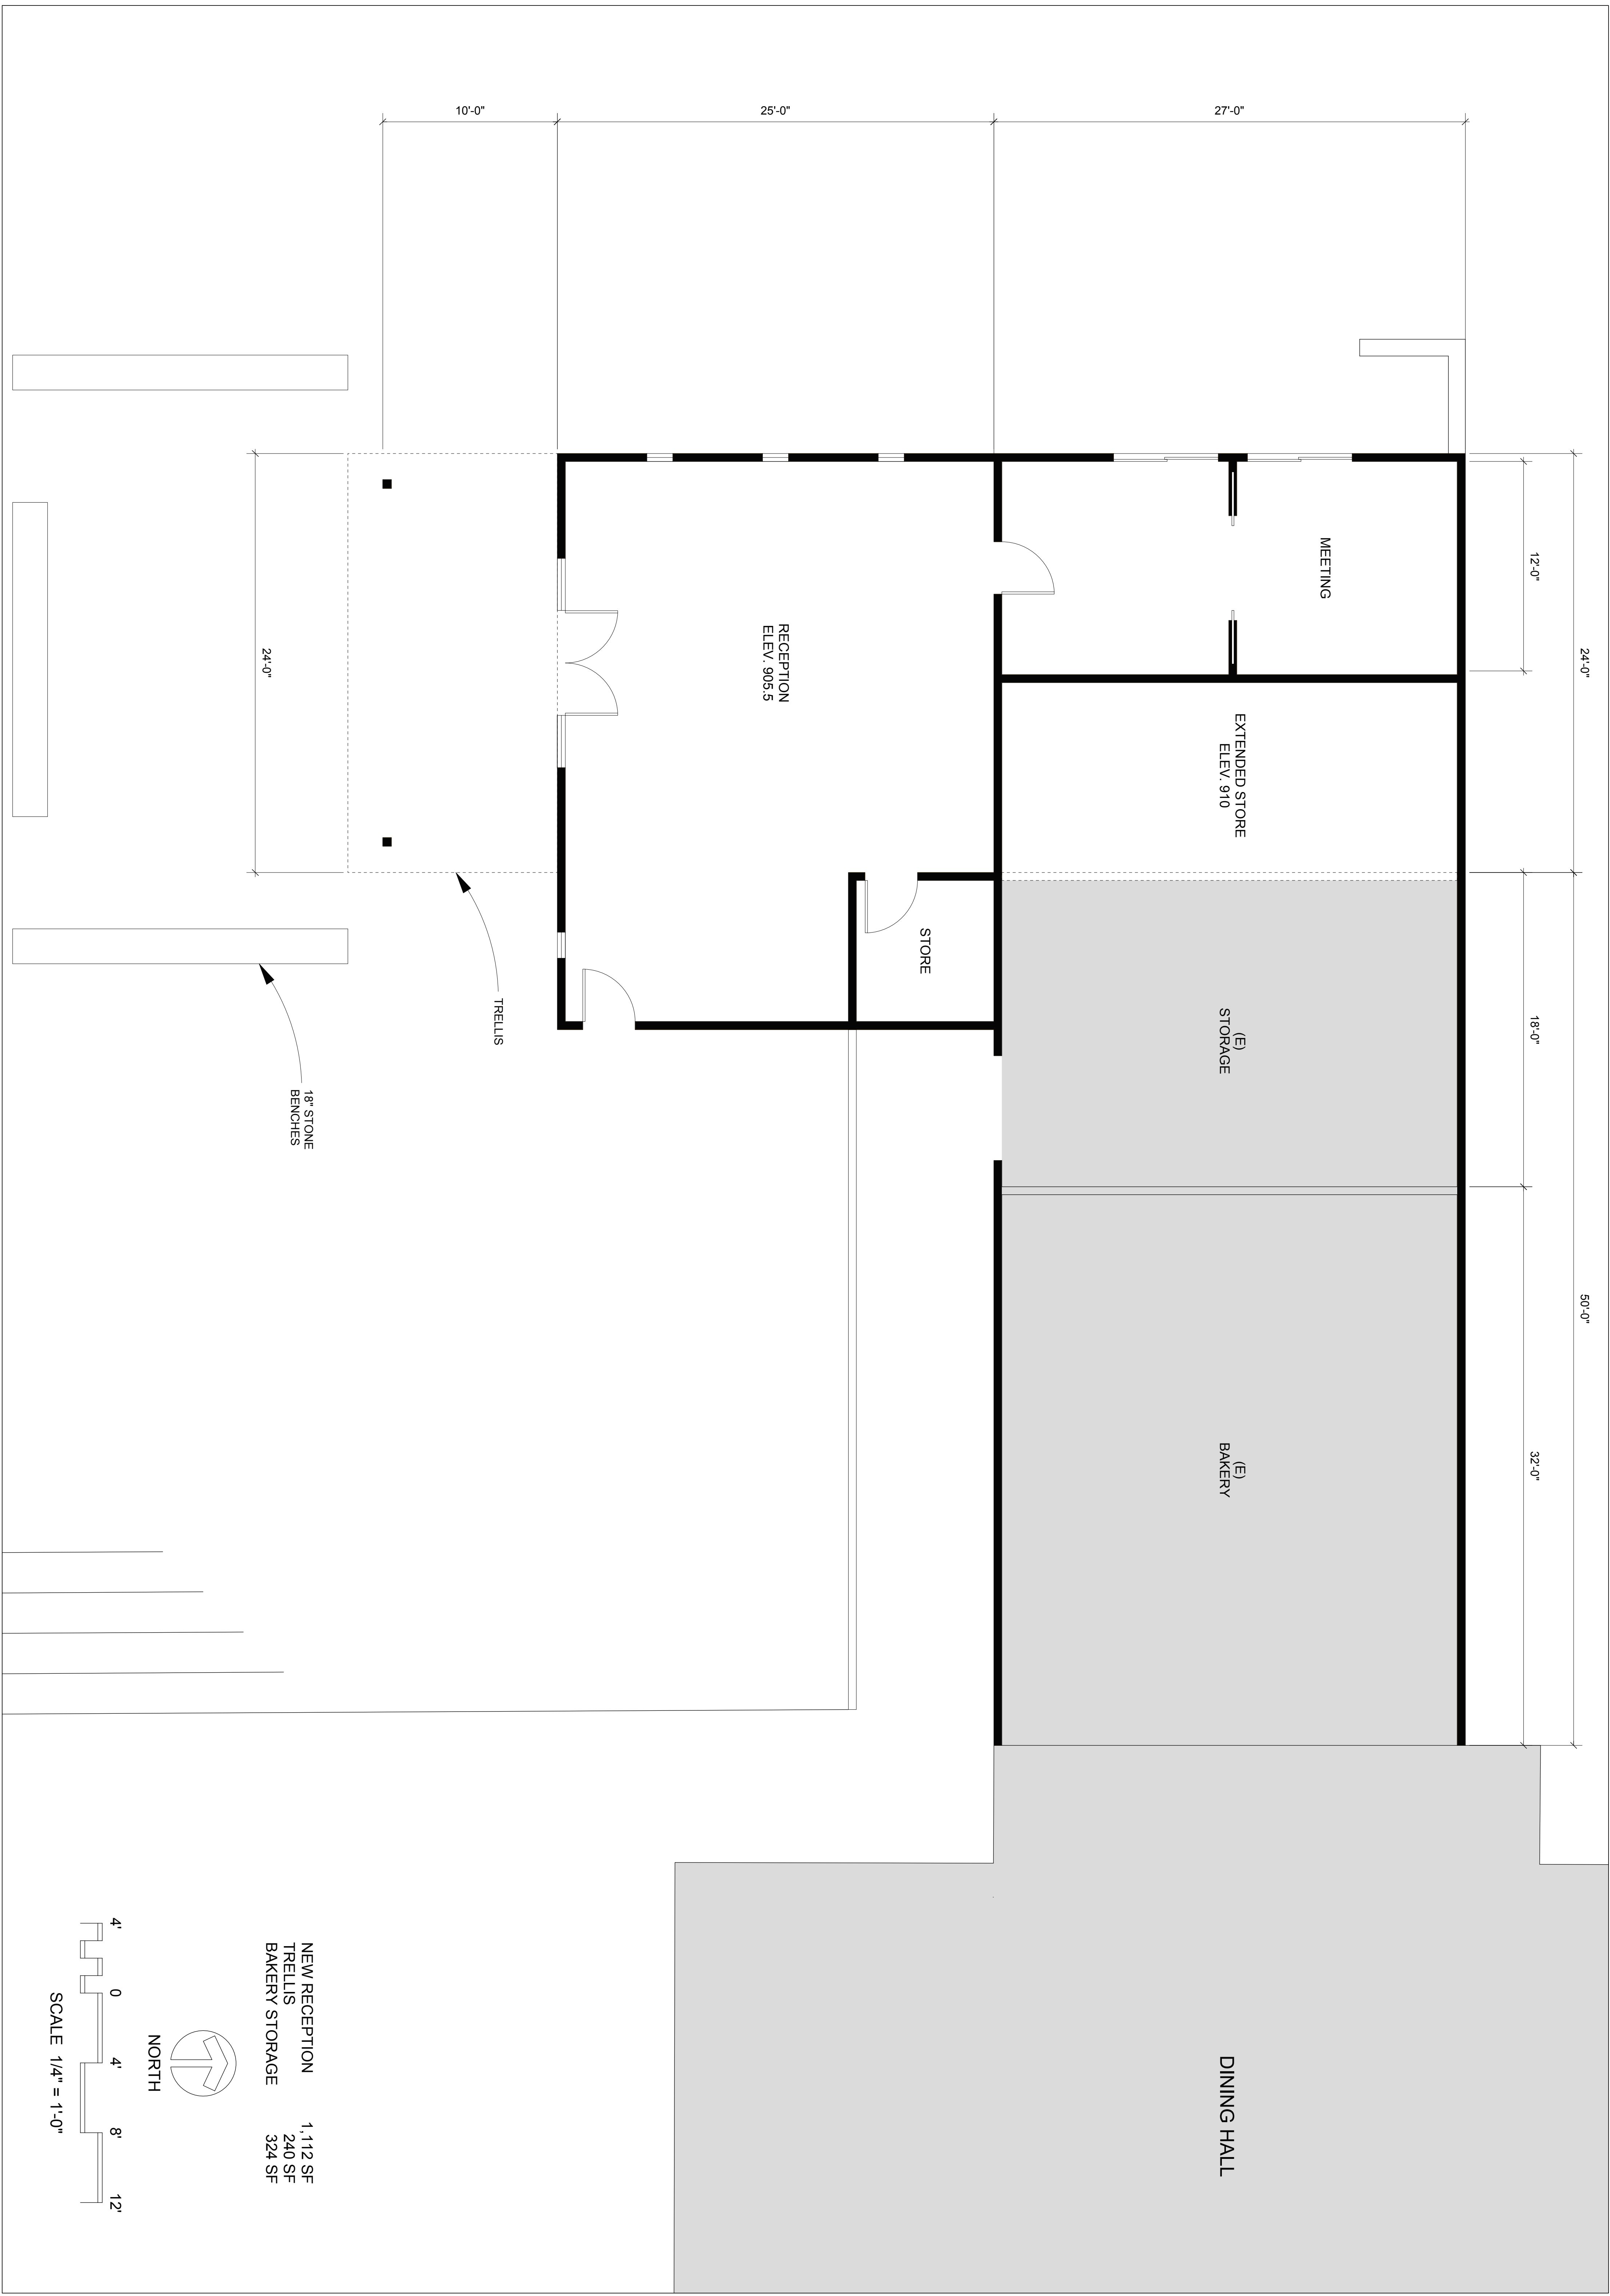 12'-0"
24'-0"
18'-0"
50'-0"
32'-0"
27'-0"
25'-0"
10'-0"
24'-0"
MEETING
EXTENDED STORE
ELEV. 910
(E)
STORAGE
(E)
BAKERY
DINING HALL
RECEPTION
ELEV. 905.5
STORE
TRELLIS
18" STONE
BENCHES
NEW RECEPTION 1,112 SF
TRELLIS 240 SF
BAKERY STORAGE 324 SF
NORTH
4' 0 4' 8' 12'
SCALE 1/4" = 1'-0"